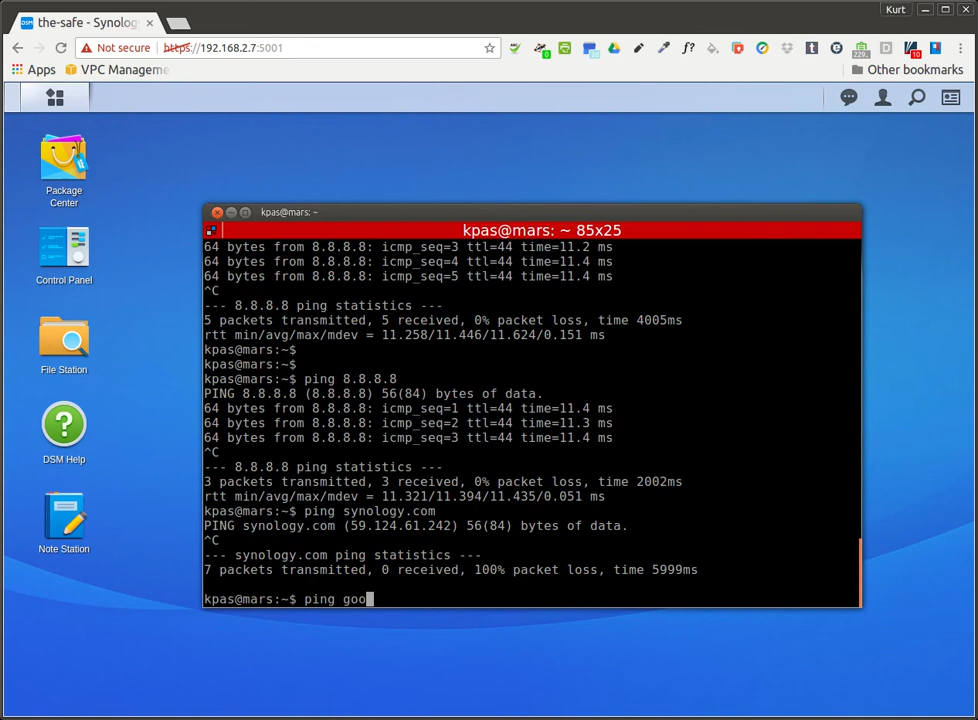 Kurt
DSM the-safe - Synolog
Not secure https://192.168.2.7:5001
Apps VPC Manageme Other bookmarks
Package
Center
Control Panel
File Station
DSM Help
Note Station
kpas@mars: ~
kpas@mars: ~ 85x25
64 bytes from 8.8.8.8: icmp_seq=3 ttl=44 time=11.2 ms
64 bytes from 8.8.8.8: icmp_seq=4 ttl=44 time=11.4 ms
64 bytes from 8.8.8.8: icmp_seq=5 ttl=44 time=11.4 ms
^C
--- 8.8.8.8 ping statistics ---
5 packets transmitted, 5 received, 0% packet loss, time 4005ms
rtt min/avg/max/mdev = 11.258/11.446/11.624/0.151 ms
kpas@mars:~$
kpas@mars:~$
kpas@mars:~$ ping 8.8.8.8
PING 8.8.8.8 (8.8.8.8) 56(84) bytes of data.
64 bytes from 8.8.8.8: icmp_seq=1 ttl=44 time=11.4 ms
64 bytes from 8.8.8.8: icmp_seq=2 ttl=44 time=11.3 ms
64 bytes from 8.8.8.8: icmp_seq=3 ttl=44 time=11.4 ms
^C
--- 8.8.8.8 ping statistics ---
3 packets transmitted, 3 received, 0% packet loss, time 2002ms
rtt min/avg/max/mdev = 11.321/11.394/11.435/0.051 ms
kpas@mars:~$ ping synology.com
PING synology.com (59.124.61.242) 56(84) bytes of data.
^C
--- synology.com ping statistics ---
7 packets transmitted, 0 received, 100% packet loss, time 5999ms
kpas@mars:~$ ping goo